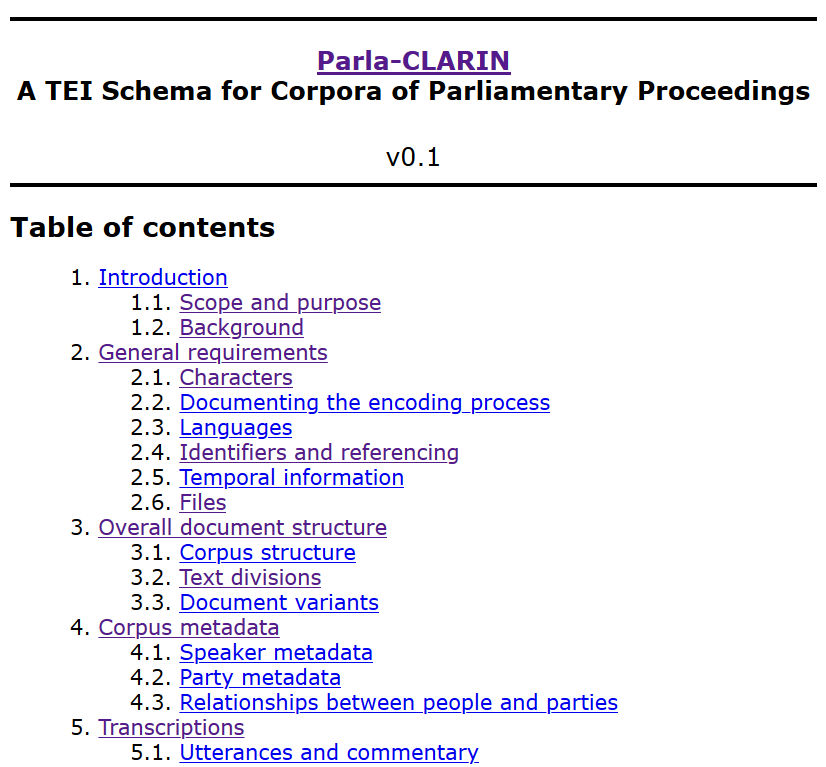 Parla-CLARIN
A TEI Schema for Corpora of Parliamentary Proceedings
v0.1
Table of contents
1. Introduction
1.1. Scope and purpose
1.2. Background
2. General requirements
2.1. Characters
2.2. Documenting the encoding process
2.3. Languages
2.4. Identifiers and referencing
2.5. Temporal information
2.6. Files
3. Overall document structure
3.1. Corpus structure
3.2. Text divisions
3.3. Document variants
4. Corpus metadata
4.1. Speaker metadata
4.2. Party metadata
4.3. Relationships between people and parties
5. Transcriptions
5.1. Utterances and commentary